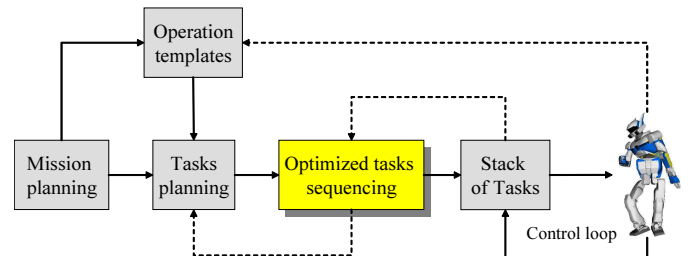 Operation
templates
Mission
planning
Tasks
planning
Optimized tasks
sequencing
Stack
of Tasks
Control loop